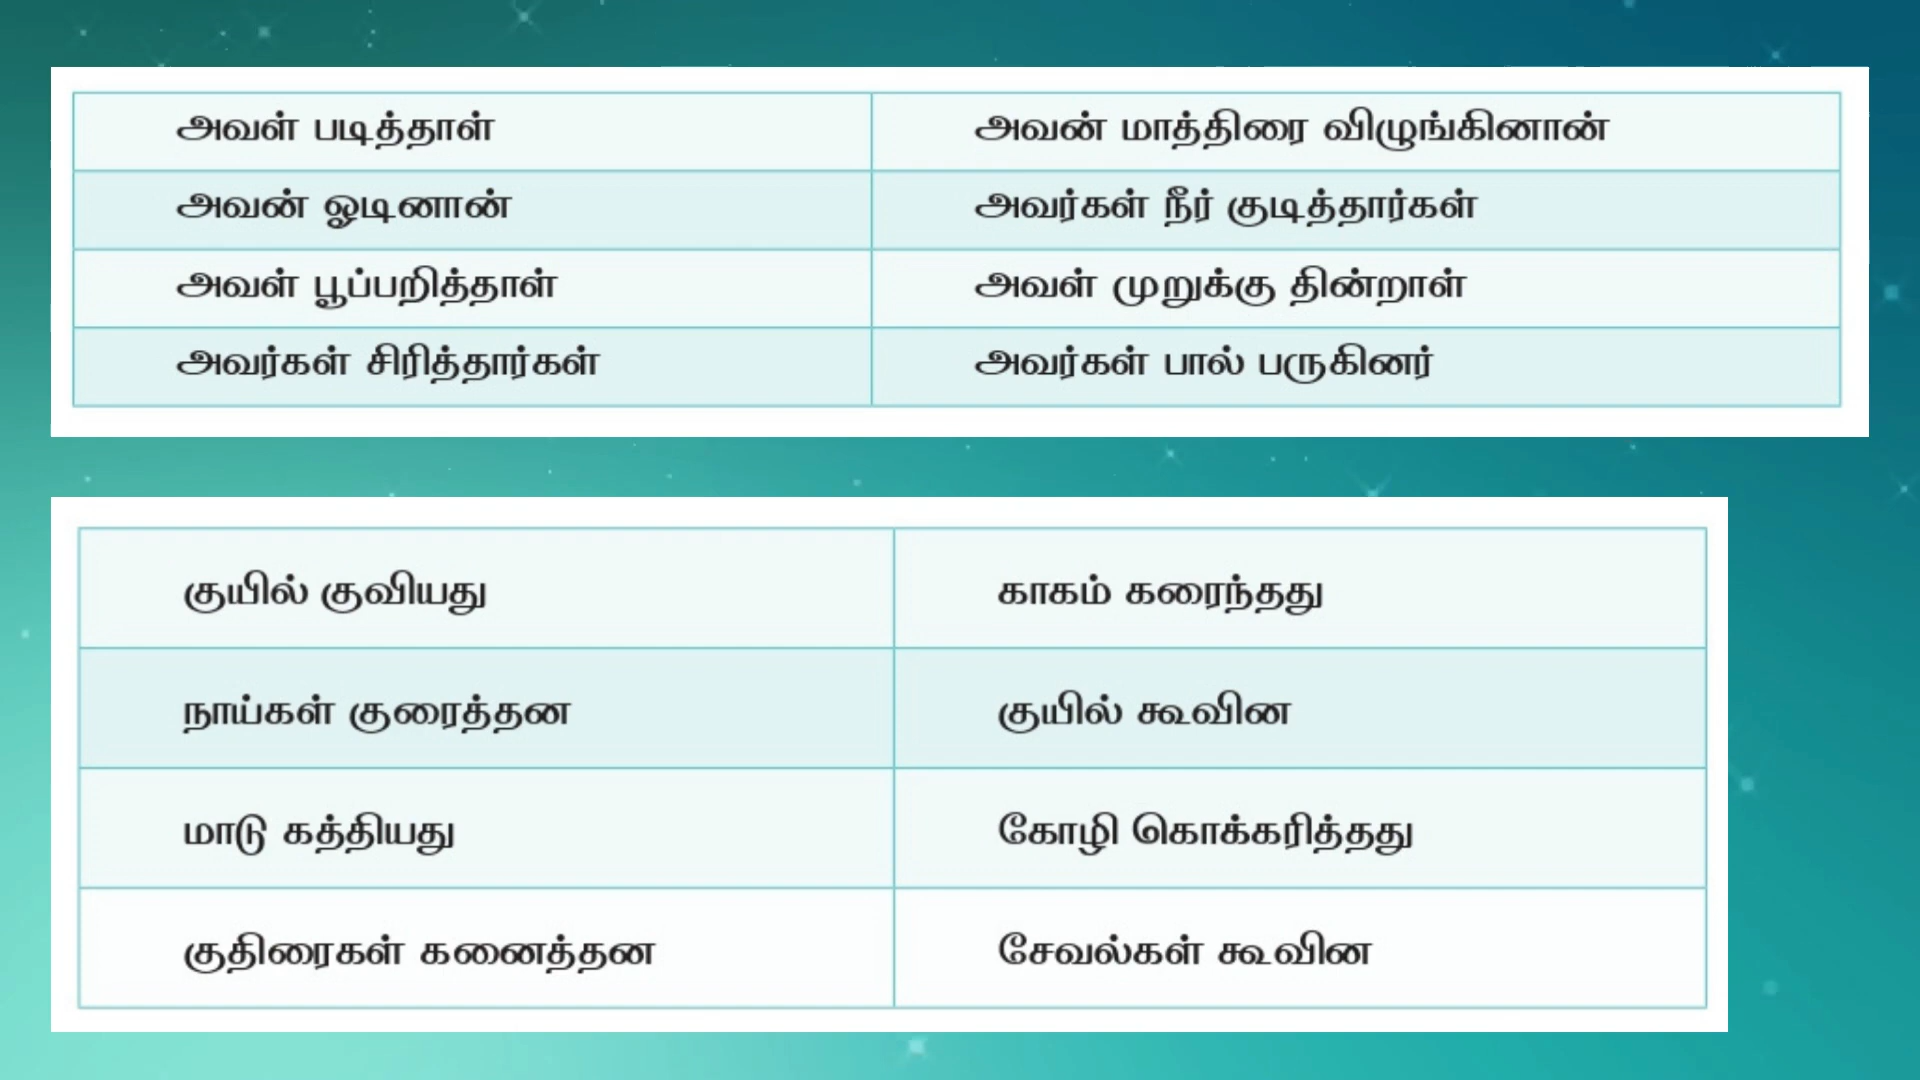 அவள் படித்தாள்
அவன் மாத்திரை விழுங்கினான்
அவன் ஓடினான்
அவர்கள் நீர் குடித்தார்கள்
அவள் பூப்பறித்தாள்
அவள் முறுக்கு தின்றாள்
அவர்கள் சிரித்தார்கள்
அவர்கள் பால் பருகினர்
குயில் குவியது
காகம் கரைந்தது
நாய்கள் குரைத்தன
குயில் கூவின
மாடு கத்தியது
கோழி கொக்கரித்தது
குதிரைகள் கனைத்தன
சேவல்கள் கூவின